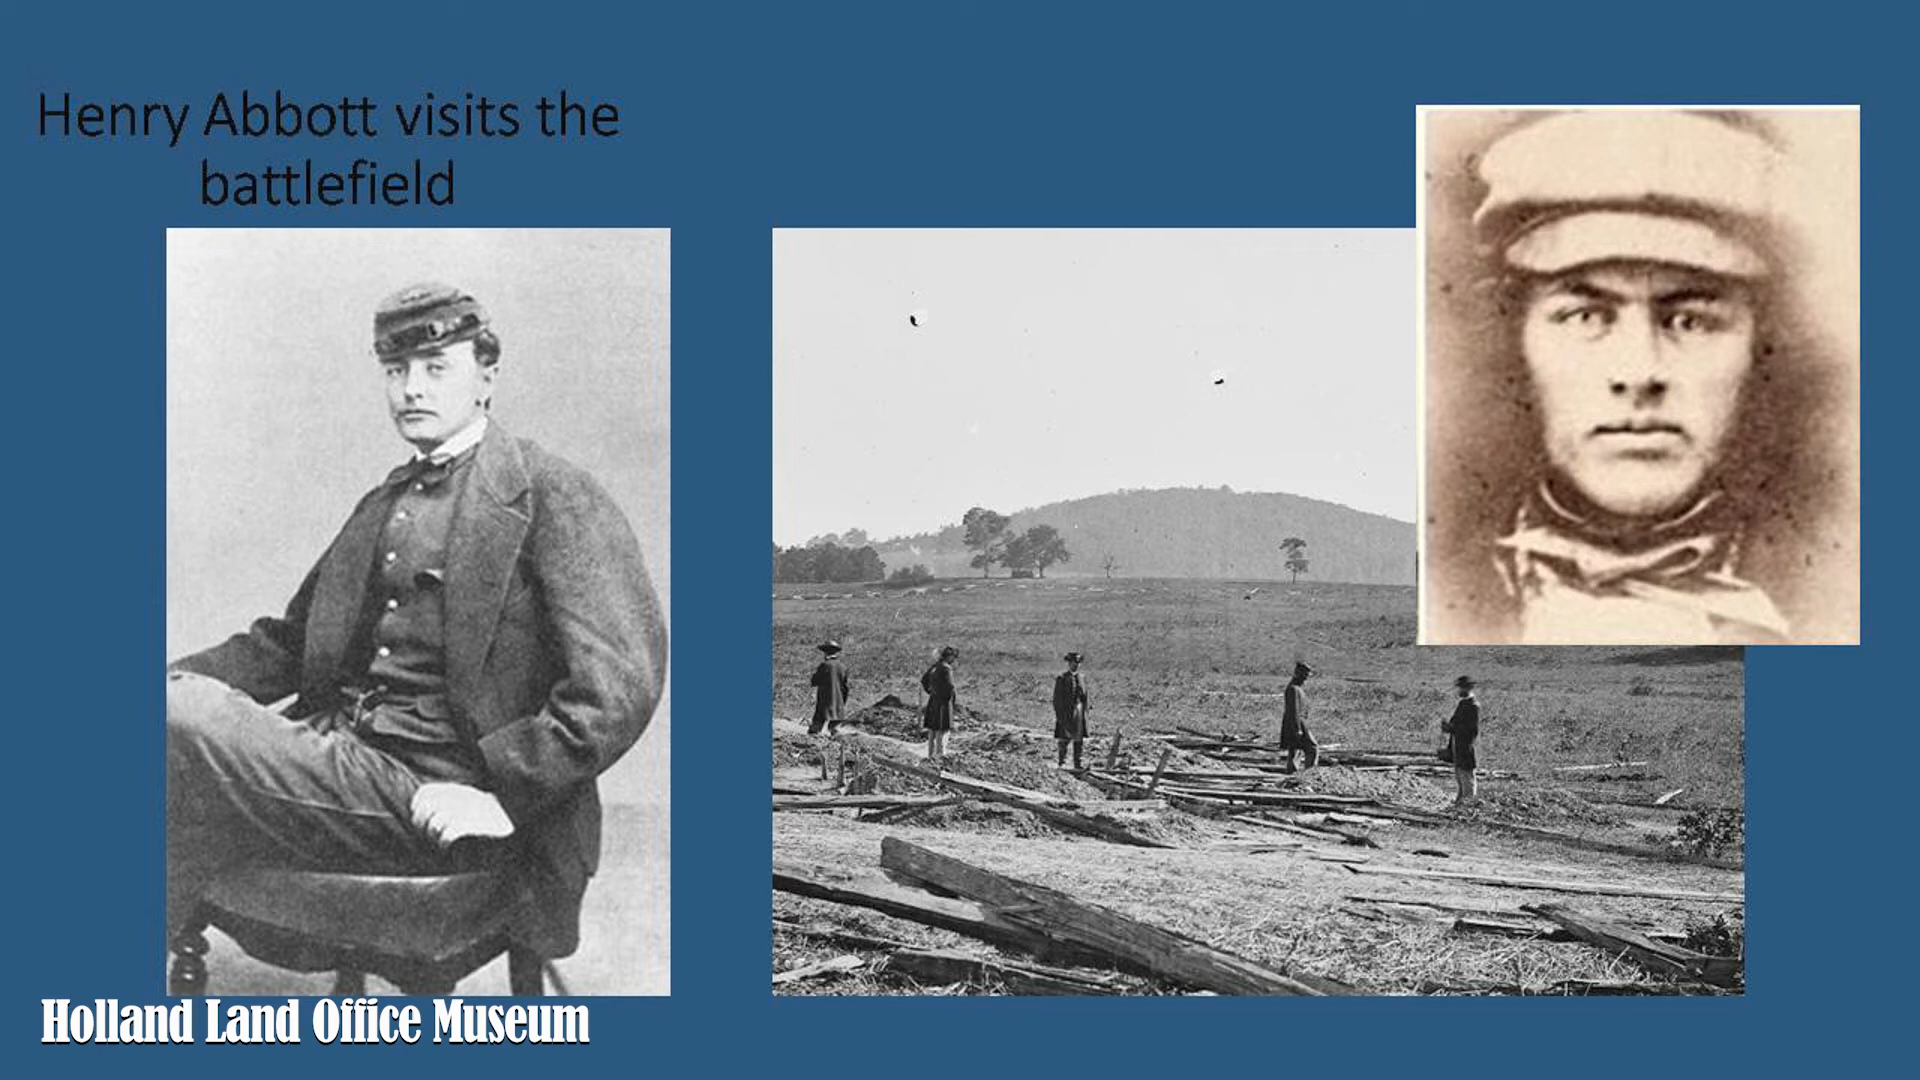 Henry Abbott visits the
battlefield
Holland Land Office Museum